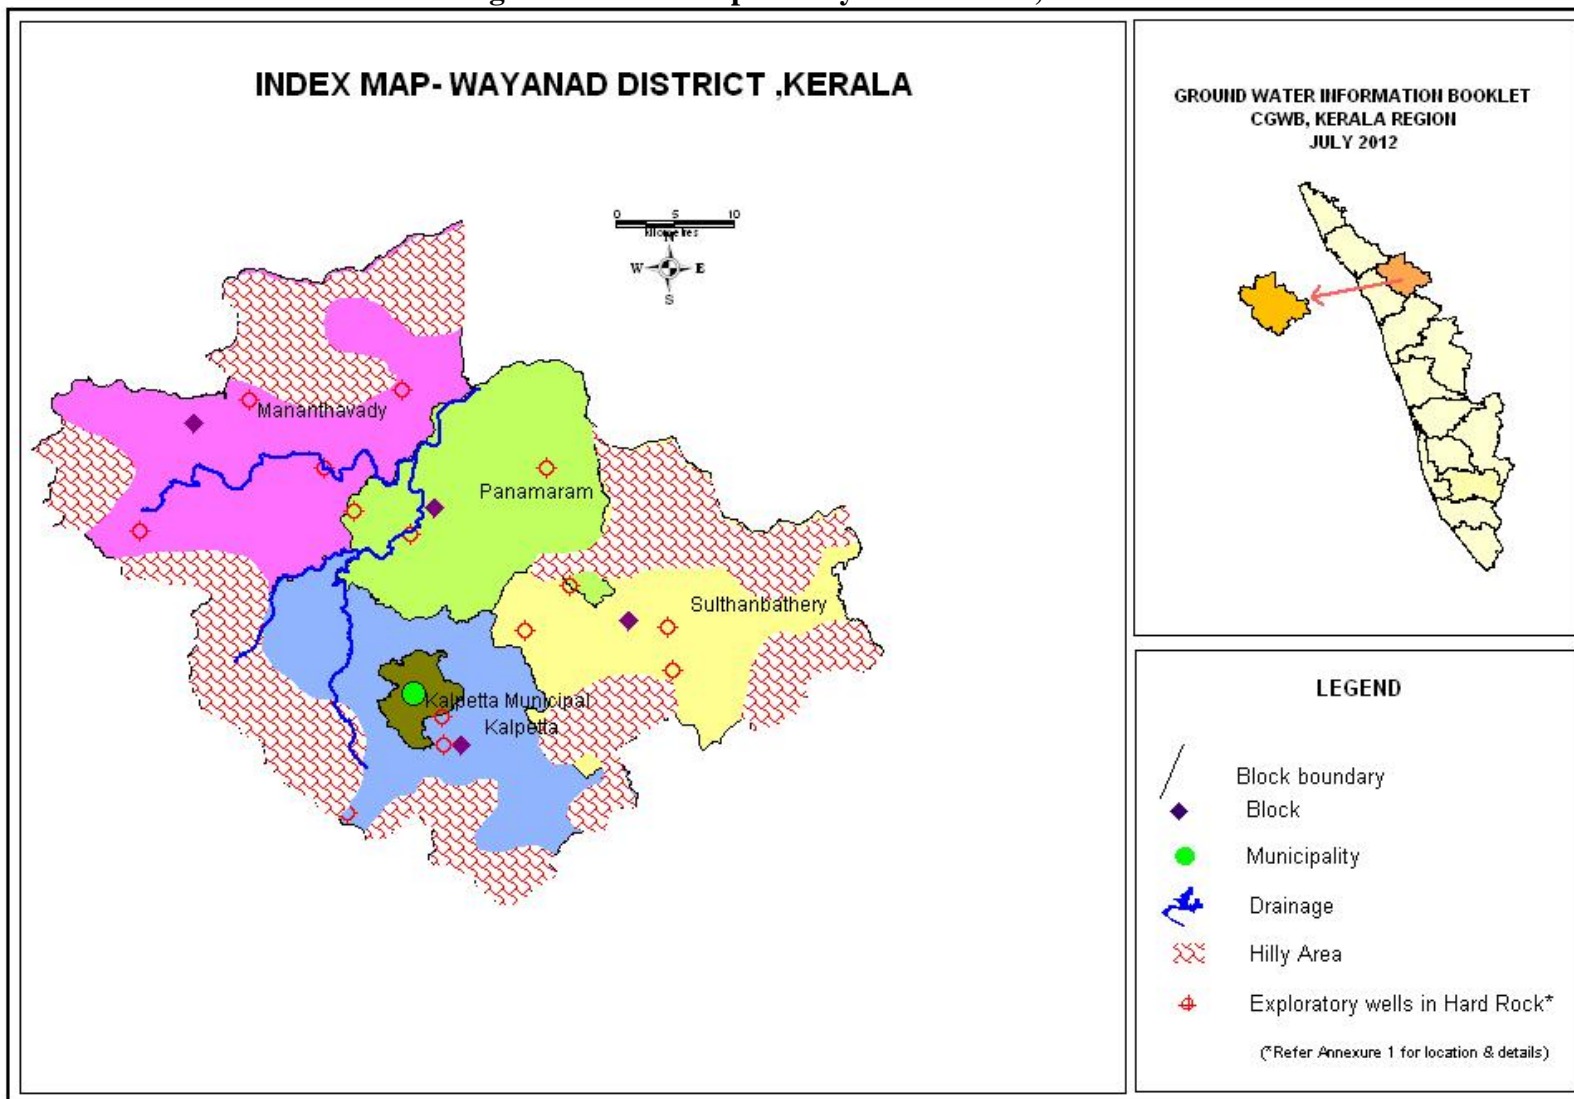 INDEX MAP- WAYANAD DISTRICT ,KERALA
0 5 10
kilometres
N
W E
S
Mananthavady
Panamaram
Sulthanbathery
Kalpetta Municipal
Kalpetta
GROUND WATER INFORMATION BOOKLET
CGWB, KERALA REGION
JULY 2012
LEGEND
Block boundary
Block
Municipality
Drainage
Hilly Area
Exploratory wells in Hard Rock*
(*Refer Annexure 1 for location & details)